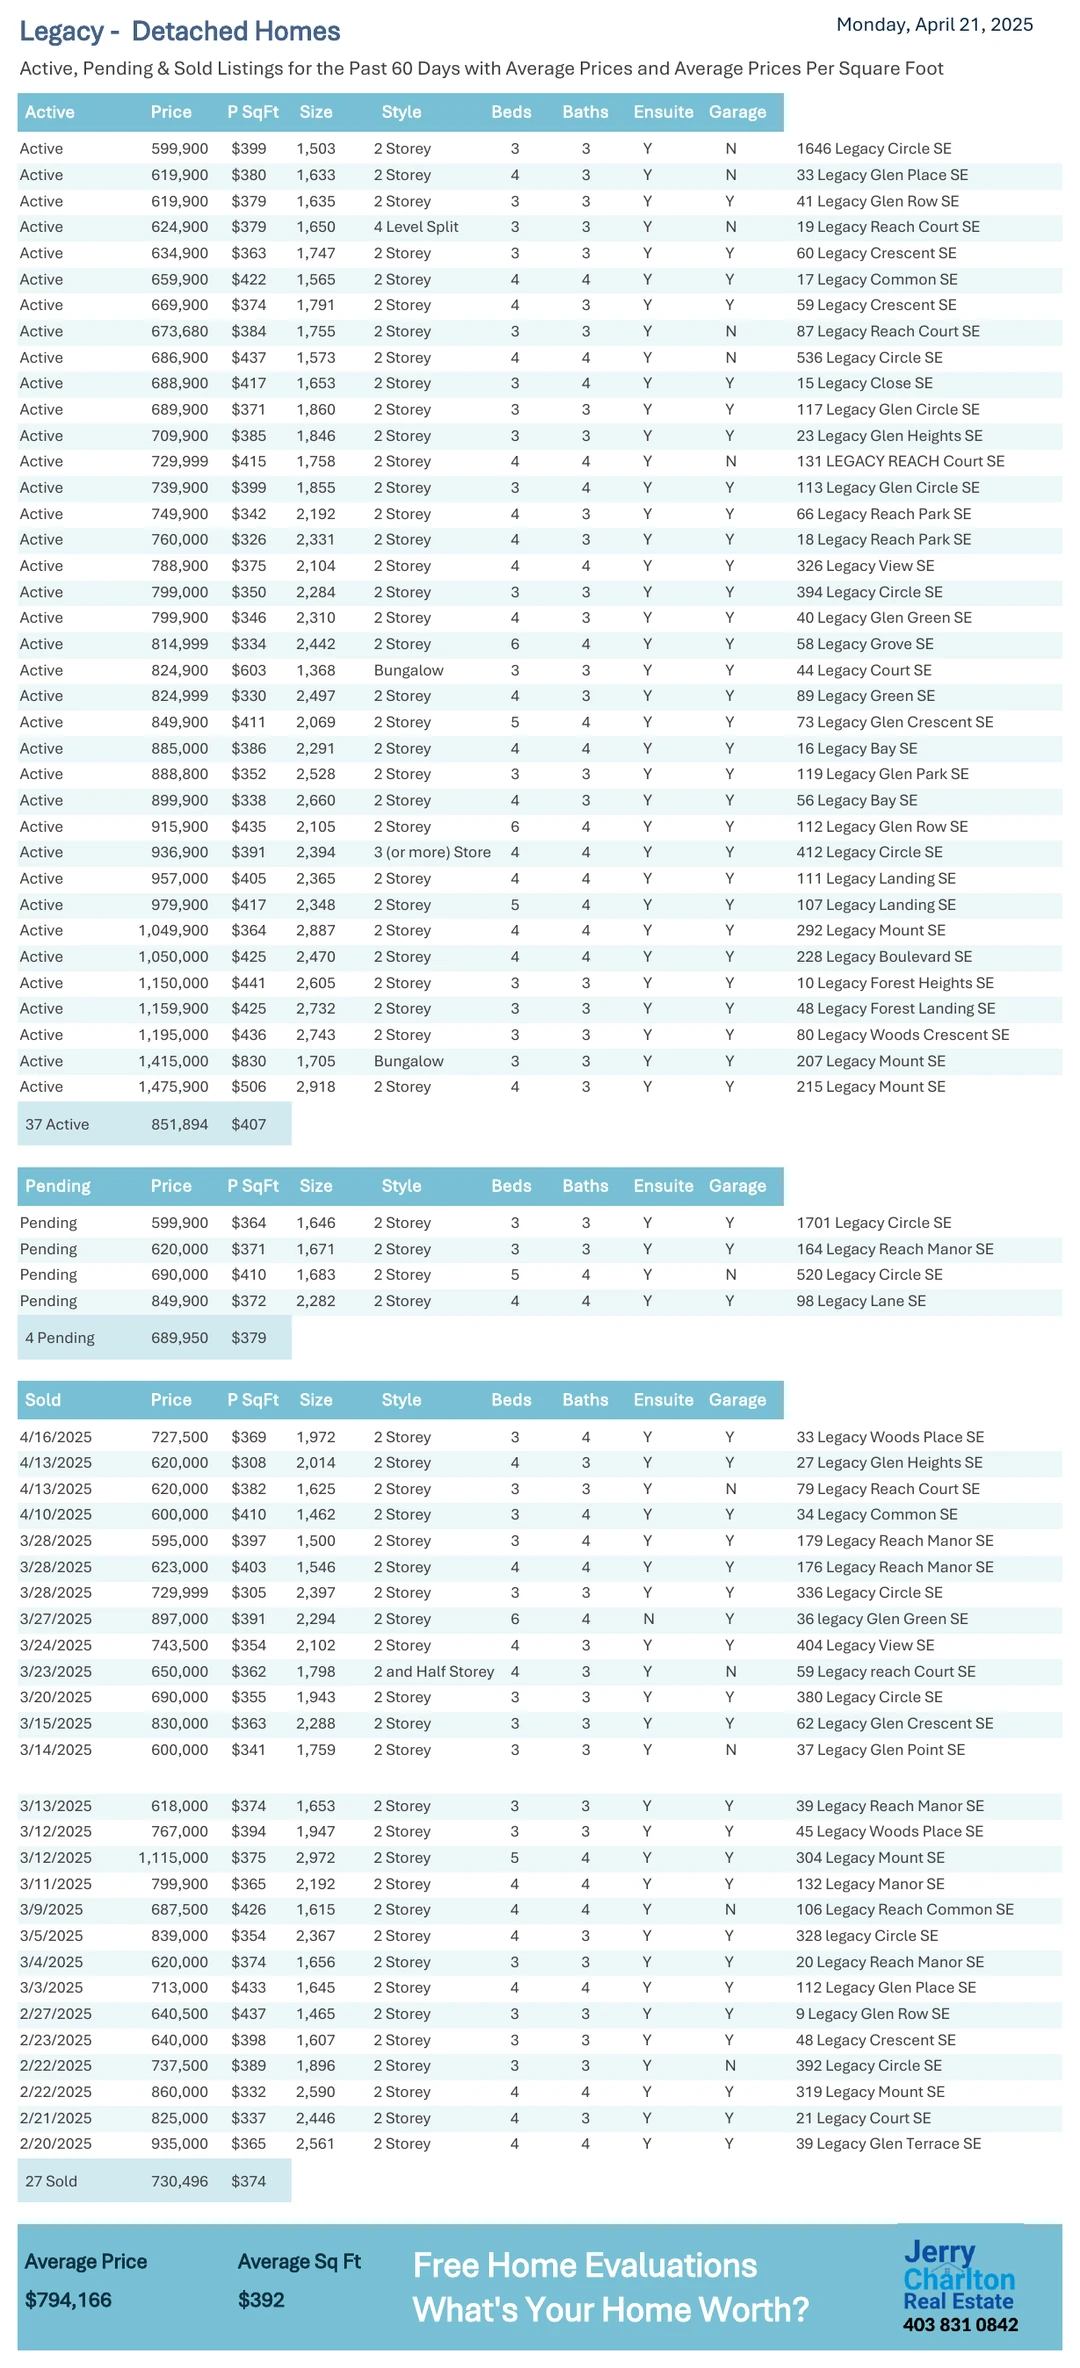 Legacy - Detached Homes
Monday, April 21, 2025
Active, Pending & Sold Listings for the Past 60 Days with Average Prices and Average Prices Per Square Foot
Active Price P SqFt Size Style Beds Baths Ensuite Garage
Active 599,900 $399 1,503 2 Storey 3 3 Y N 1646 Legacy Circle SE
Active 619,900 $380 1,633 2 Storey 4 3 Y N 33 Legacy Glen Place SE
Active 619,900 $379 1,635 2 Storey 3 3 Y Y 41 Legacy Glen Row SE
Active 624,900 $379 1,650 4 Level Split 3 3 Y N 19 Legacy Reach Court SE
Active 634,900 $363 1,747 2 Storey 3 3 Y Y 60 Legacy Crescent SE
Active 659,900 $422 1,565 2 Storey 4 4 Y Y 17 Legacy Common SE
Active 669,900 $374 1,791 2 Storey 4 3 Y Y 59 Legacy Crescent SE
Active 673,680 $384 1,755 2 Storey 3 3 Y N 87 Legacy Reach Court SE
Active 686,900 $437 1,573 2 Storey 4 4 Y N 536 Legacy Circle SE
Active 688,900 $417 1,653 2 Storey 3 4 Y Y 15 Legacy Close SE
Active 689,900 $371 1,860 2 Storey 3 3 Y Y 117 Legacy Glen Circle SE
Active 709,900 $385 1,846 2 Storey 3 3 Y Y 23 Legacy Glen Heights SE
Active 729,999 $415 1,758 2 Storey 4 4 Y N 131 LEGACY REACH Court SE
Active 739,900 $399 1,855 2 Storey 3 4 Y Y 113 Legacy Glen Circle SE
Active 749,900 $342 2,192 2 Storey 4 3 Y Y 66 Legacy Reach Park SE
Active 760,000 $326 2,331 2 Storey 4 3 Y Y 18 Legacy Reach Park SE
Active 788,900 $375 2,104 2 Storey 4 4 Y Y 326 Legacy View SE
Active 799,000 $350 2,284 2 Storey 3 3 Y Y 394 Legacy Circle SE
Active 799,900 $346 2,310 2 Storey 4 3 Y Y 40 Legacy Glen Green SE
Active 814,999 $334 2,442 2 Storey 6 4 Y Y 58 Legacy Grove SE
Active 824,900 $603 1,368 Bungalow 3 3 Y Y 44 Legacy Court SE
Active 824,999 $330 2,497 2 Storey 4 3 Y Y 89 Legacy Green SE
Active 849,900 $411 2,069 2 Storey 5 4 Y Y 73 Legacy Glen Crescent SE
Active 885,000 $386 2,291 2 Storey 4 4 Y Y 16 Legacy Bay SE
Active 888,800 $352 2,528 2 Storey 3 3 Y Y 119 Legacy Glen Park SE
Active 899,900 $338 2,660 2 Storey 4 3 Y Y 56 Legacy Bay SE
Active 915,900 $435 2,105 2 Storey 6 4 Y Y 112 Legacy Glen Row SE
Active 936,900 $391 2,394 3 (or more) Store 4 4 Y Y 412 Legacy Circle SE
Active 957,000 $405 2,365 2 Storey 4 4 Y Y 111 Legacy Landing SE
Active 979,900 $417 2,348 2 Storey 5 4 Y Y 107 Legacy Landing SE
Active 1,049,900 $364 2,887 2 Storey 4 4 Y Y 292 Legacy Mount SE
Active 1,050,000 $425 2,470 2 Storey 4 4 Y Y 228 Legacy Boulevard SE
Active 1,150,000 $441 2,605 2 Storey 3 3 Y Y 10 Legacy Forest Heights SE
Active 1,159,900 $425 2,732 2 Storey 3 3 Y Y 48 Legacy Forest Landing SE
Active 1,195,000 $436 2,743 2 Storey 3 3 Y Y 80 Legacy Woods Crescent SE
Active 1,415,000 $830 1,705 Bungalow 3 3 Y Y 207 Legacy Mount SE
Active 1,475,900 $506 2,918 2 Storey 4 3 Y Y 215 Legacy Mount SE
37 Active 851,894 $407
Pending Price P SqFt Size Style Beds Baths Ensuite Garage
Pending 599,900 $364 1,646 2 Storey 3 3 Y Y 1701 Legacy Circle SE
Pending 620,000 $371 1,671 2 Storey 3 3 Y Y 164 Legacy Reach Manor SE
Pending 690,000 $410 1,683 2 Storey 5 4 Y N 520 Legacy Circle SE
Pending 849,900 $372 2,282 2 Storey 4 4 Y Y 98 Legacy Lane SE
4 Pending 689,950 $379
Sold Price P SqFt Size Style Beds Baths Ensuite Garage
4/16/2025 727,500 $369 1,972 2 Storey 3 4 Y Y 33 Legacy Woods Place SE
4/13/2025 620,000 $308 2,014 2 Storey 4 3 Y Y 27 Legacy Glen Heights SE
4/13/2025 620,000 $382 1,625 2 Storey 3 3 Y N 79 Legacy Reach Court SE
4/10/2025 600,000 $410 1,462 2 Storey 3 4 Y Y 34 Legacy Common SE
3/28/2025 595,000 $397 1,500 2 Storey 3 4 Y Y 179 Legacy Reach Manor SE
3/28/2025 623,000 $403 1,546 2 Storey 4 4 Y Y 176 Legacy Reach Manor SE
3/28/2025 729,999 $305 2,397 2 Storey 3 3 Y Y 336 Legacy Circle SE
3/27/2025 897,000 $391 2,294 2 Storey 6 4 N Y 36 legacy Glen Green SE
3/24/2025 743,500 $354 2,102 2 Storey 4 3 Y Y 404 Legacy View SE
3/23/2025 650,000 $362 1,798 2 and Half Storey 4 3 Y N 59 Legacy reach Court SE
3/20/2025 690,000 $355 1,943 2 Storey 3 3 Y Y 380 Legacy Circle SE
3/15/2025 830,000 $363 2,288 2 Storey 3 3 Y Y 62 Legacy Glen Crescent SE
3/14/2025 600,000 $341 1,759 2 Storey 3 3 Y N 37 Legacy Glen Point SE
3/13/2025 618,000 $374 1,653 2 Storey 3 3 Y Y 39 Legacy Reach Manor SE
3/12/2025 767,000 $394 1,947 2 Storey 3 3 Y Y 45 Legacy Woods Place SE
3/12/2025 1,115,000 $375 2,972 2 Storey 5 4 Y Y 304 Legacy Mount SE
3/11/2025 799,900 $365 2,192 2 Storey 4 4 Y Y 132 Legacy Manor SE
3/9/2025 687,500 $426 1,615 2 Storey 4 4 Y N 106 Legacy Reach Common SE
3/5/2025 839,000 $354 2,367 2 Storey 4 3 Y Y 328 legacy Circle SE
3/4/2025 620,000 $374 1,656 2 Storey 3 3 Y Y 20 Legacy Reach Manor SE
3/3/2025 713,000 $433 1,645 2 Storey 4 4 Y Y 112 Legacy Glen Place SE
2/27/2025 640,500 $437 1,465 2 Storey 3 3 Y Y 9 Legacy Glen Row SE
2/23/2025 640,000 $398 1,607 2 Storey 3 3 Y Y 48 Legacy Crescent SE
2/22/2025 737,500 $389 1,896 2 Storey 3 3 Y N 392 Legacy Circle SE
2/22/2025 860,000 $332 2,590 2 Storey 4 4 Y Y 319 Legacy Mount SE
2/21/2025 825,000 $337 2,446 2 Storey 4 3 Y Y 21 Legacy Court SE
2/20/2025 935,000 $365 2,561 2 Storey 4 4 Y Y 39 Legacy Glen Terrace SE
27 Sold 730,496 $374
Average Price Average Sq Ft
$794,166 $392
Free Home Evaluations
What's Your Home Worth?
Jerry
Charlton
Real Estate
403 831 0842